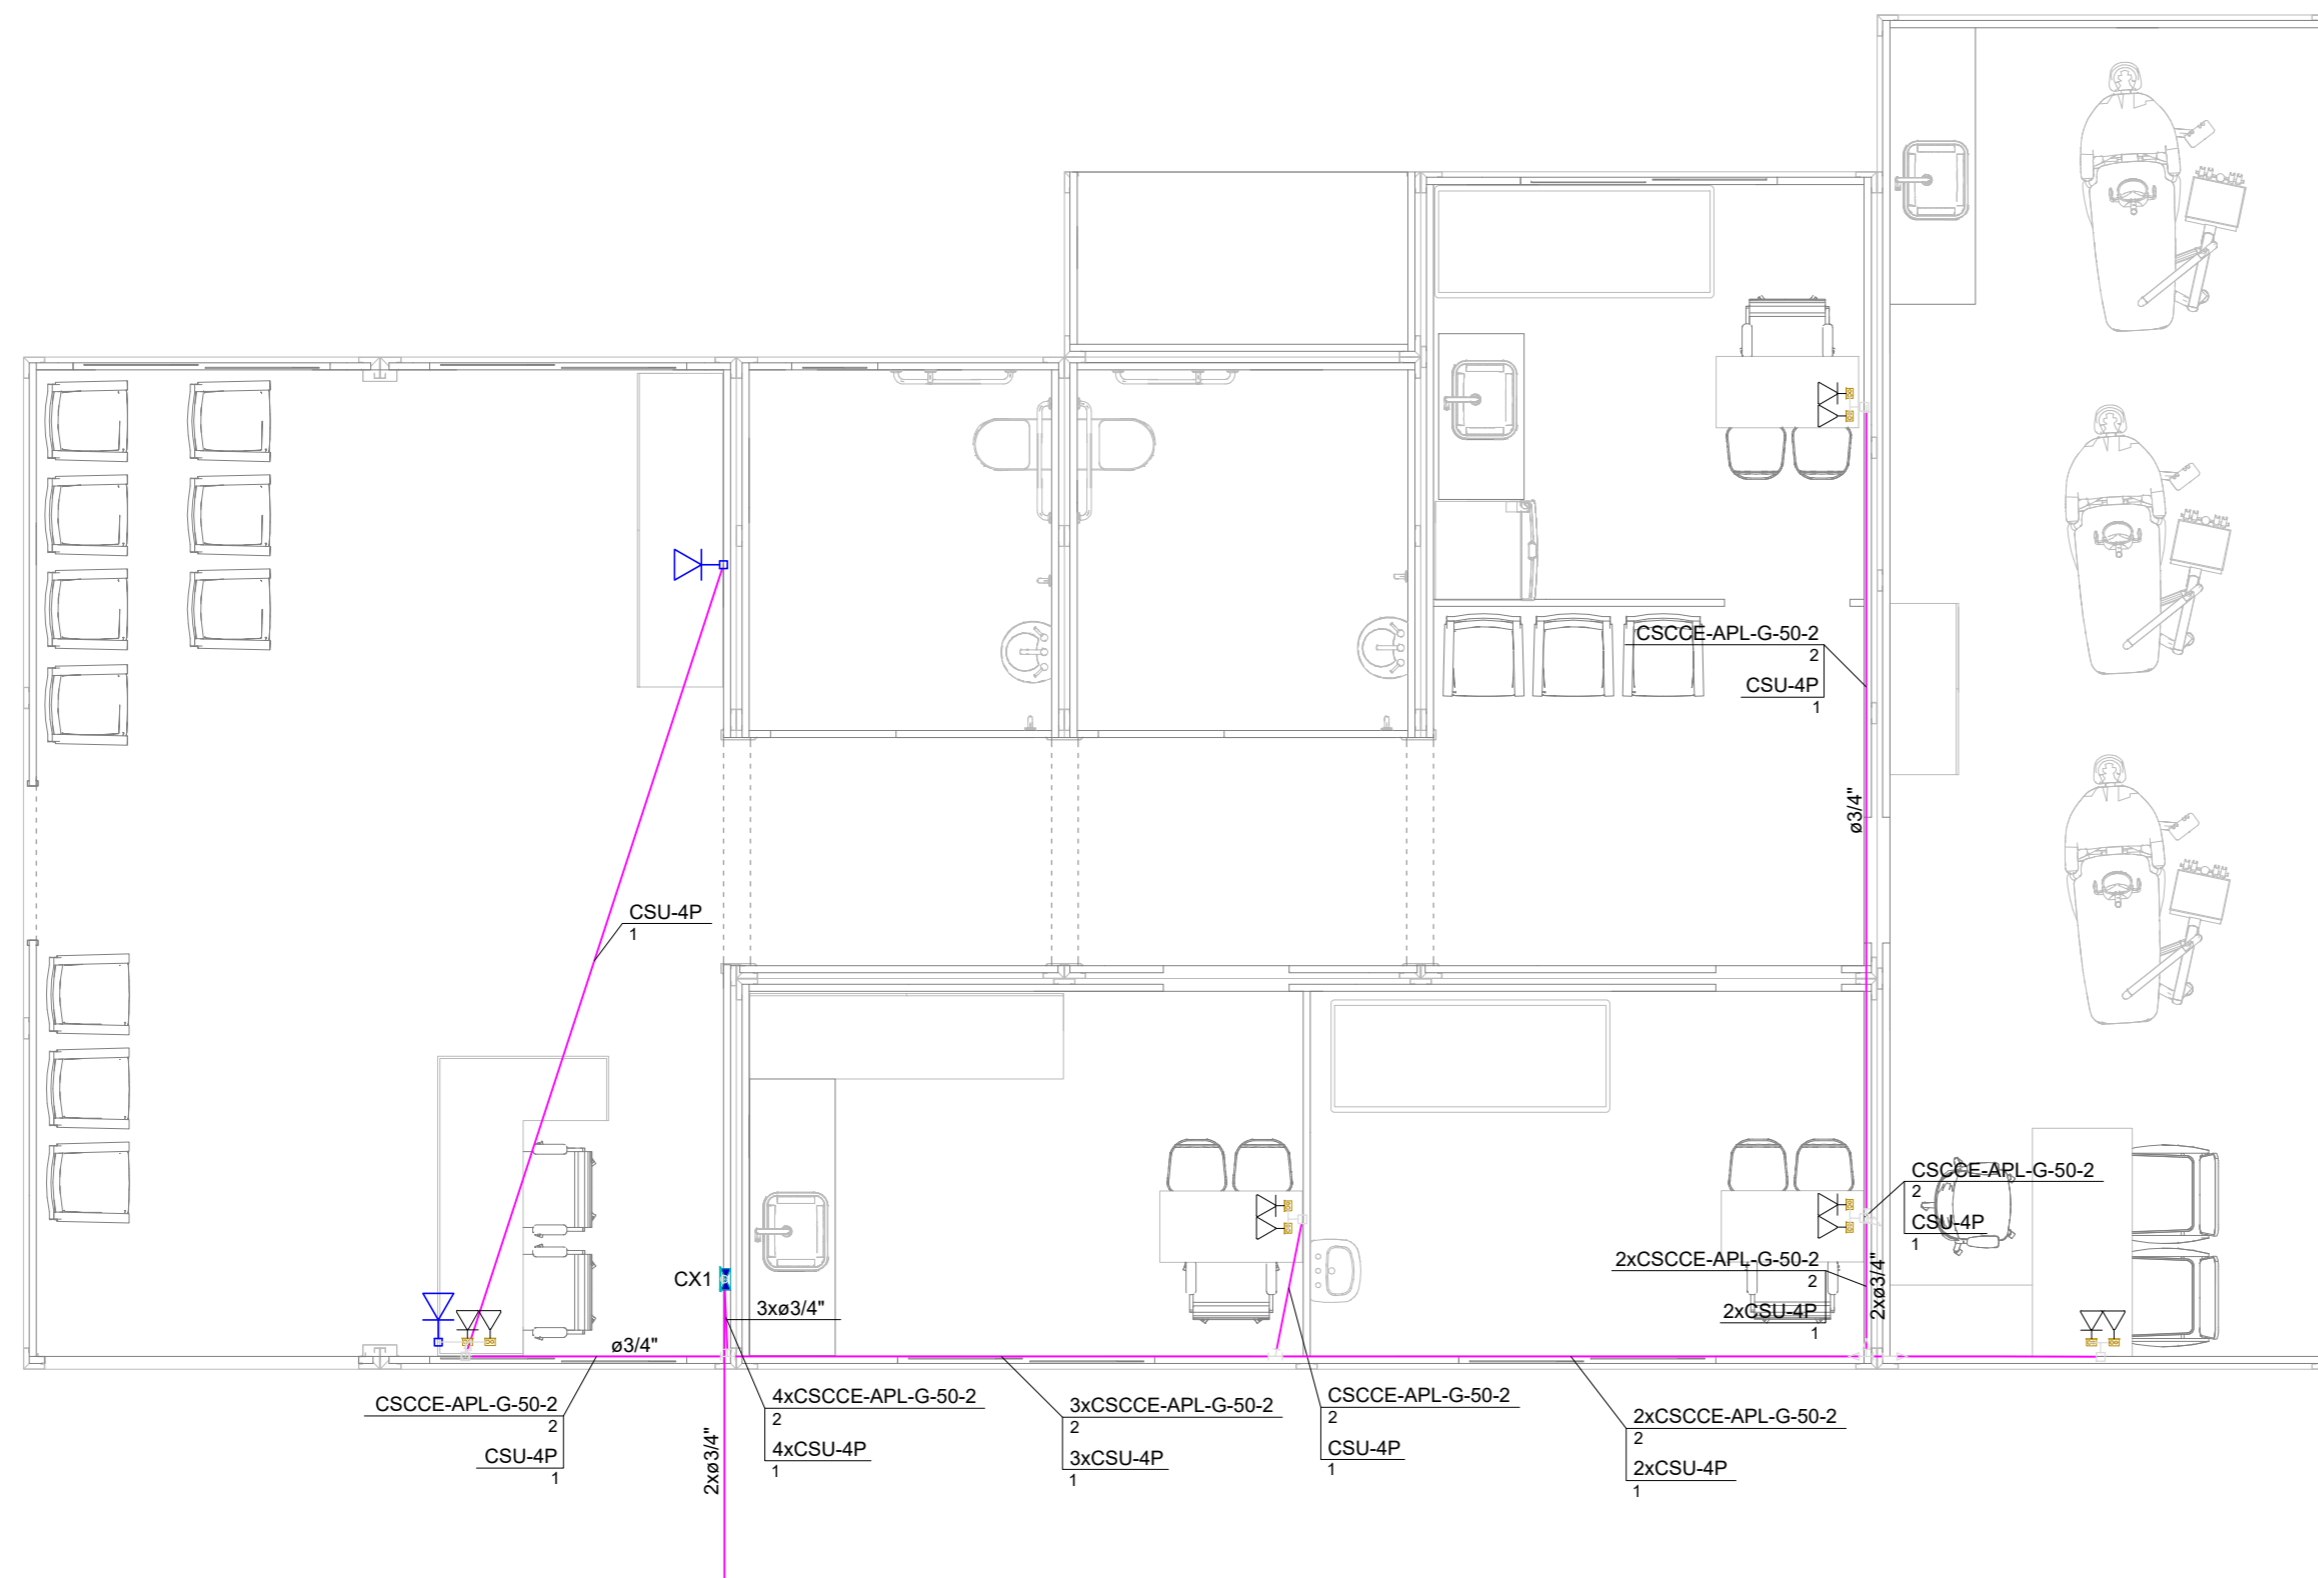 CSCCE-APL-G-50-2
2
CSU-4P
1
ø3/4"
CSU-4P
1
CSCCE-APL-G-50-2
2
CSU-4P
1
2xCSCCE-APL-G-50-2
2
2xCSU-4P
1
2xø3/4"
CX1
3xø3/4"
ø3/4"
CSCCE-APL-G-50-2
2
CSU-4P
1
2xø3/4"
4xCSCCE-APL-G-50-2
2
4xCSU-4P
1
3xCSCCE-APL-G-50-2
2
3xCSU-4P
1
CSCCE-APL-G-50-2
2
CSU-4P
1
2xCSCCE-APL-G-50-2
2
2xCSU-4P
1